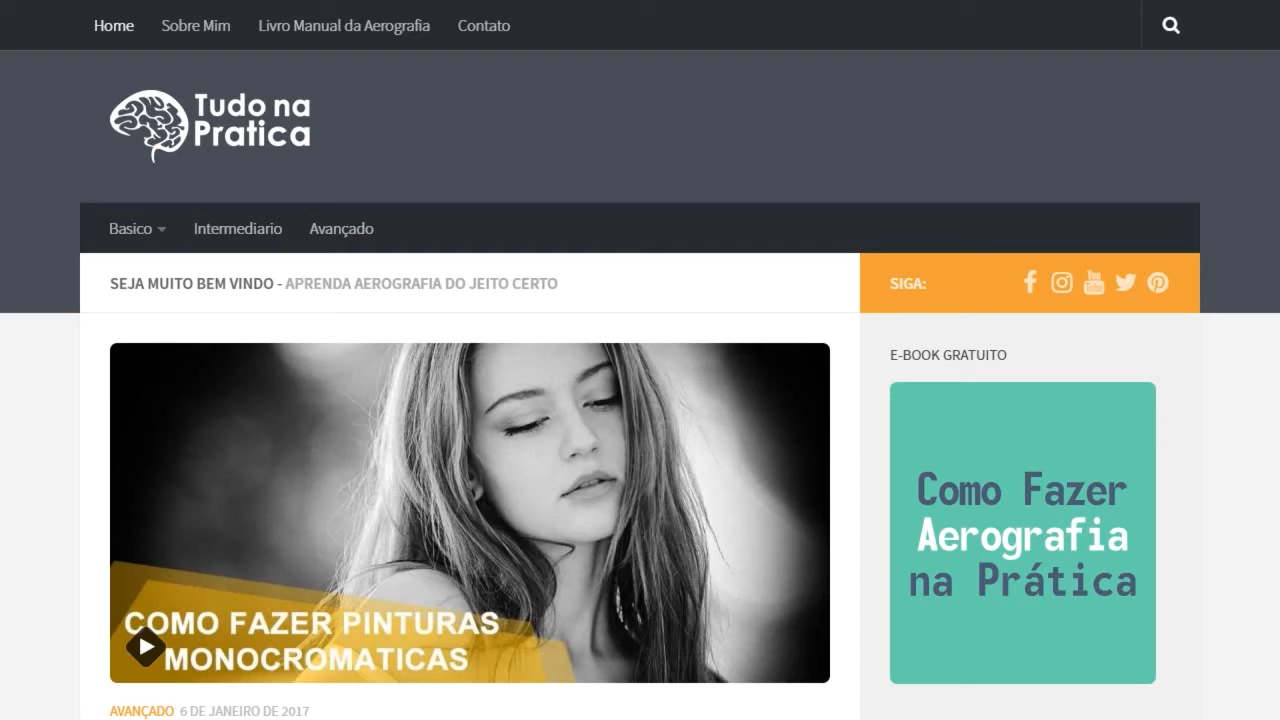 Home Sobre Mim Livro Manual da Aerografia Contato
Tudo na
Pratica
Basico Intermediario Avançado
SEJA MUITO BEM VINDO - APRENDA AEROGRAFIA DO JEITO CERTO
SIGA:
You
Tube
COMO FAZER PINTURAS
MONOCROMATICAS
AVANÇADO 6 DE JANEIRO DE 2017
E-BOOK GRATUITO
Como Fazer
Aerografia
na Prática